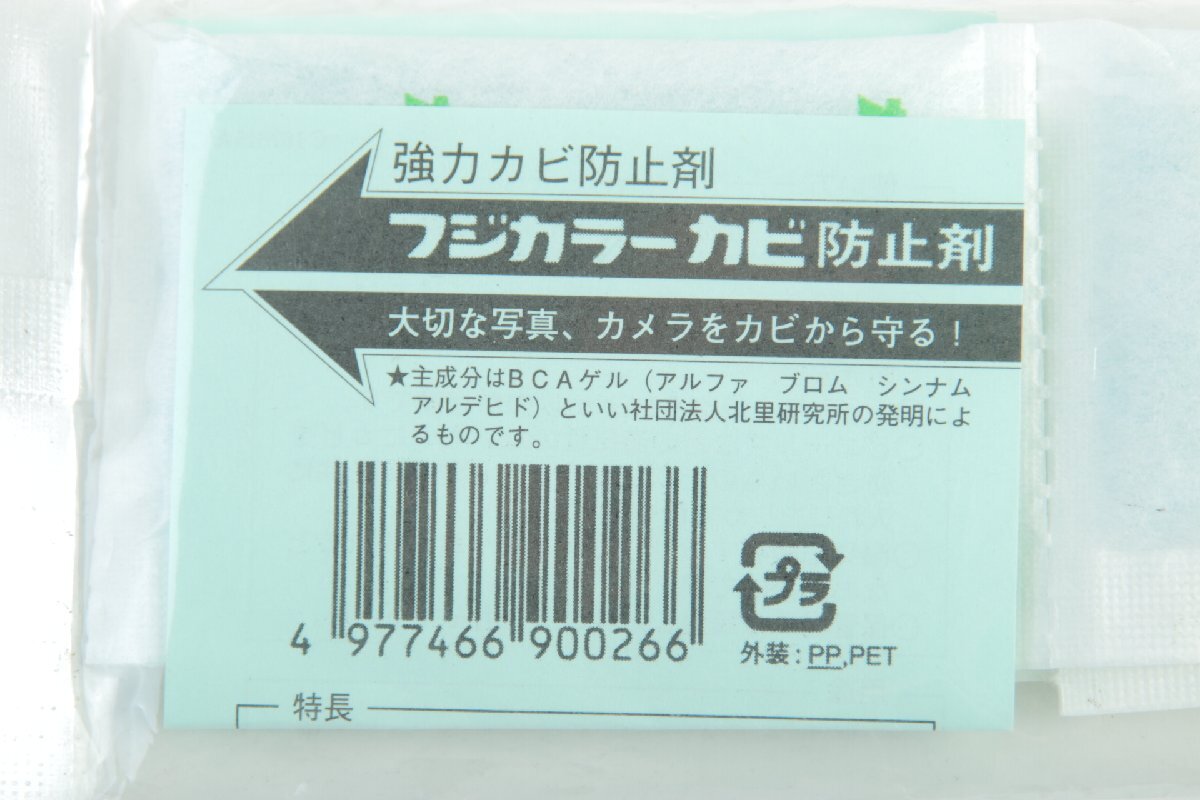 強力カビ防止剤
フジカラーカビ防止剤
大切な写真、カメラをカビから守る!
★主成分はBCAゲル(アルファ ブロム シンナム
アルデヒド)といい社団法人北里研究所の発明によ
るものです。
4 977466 900266
プラ
外装:PP,PET
特長